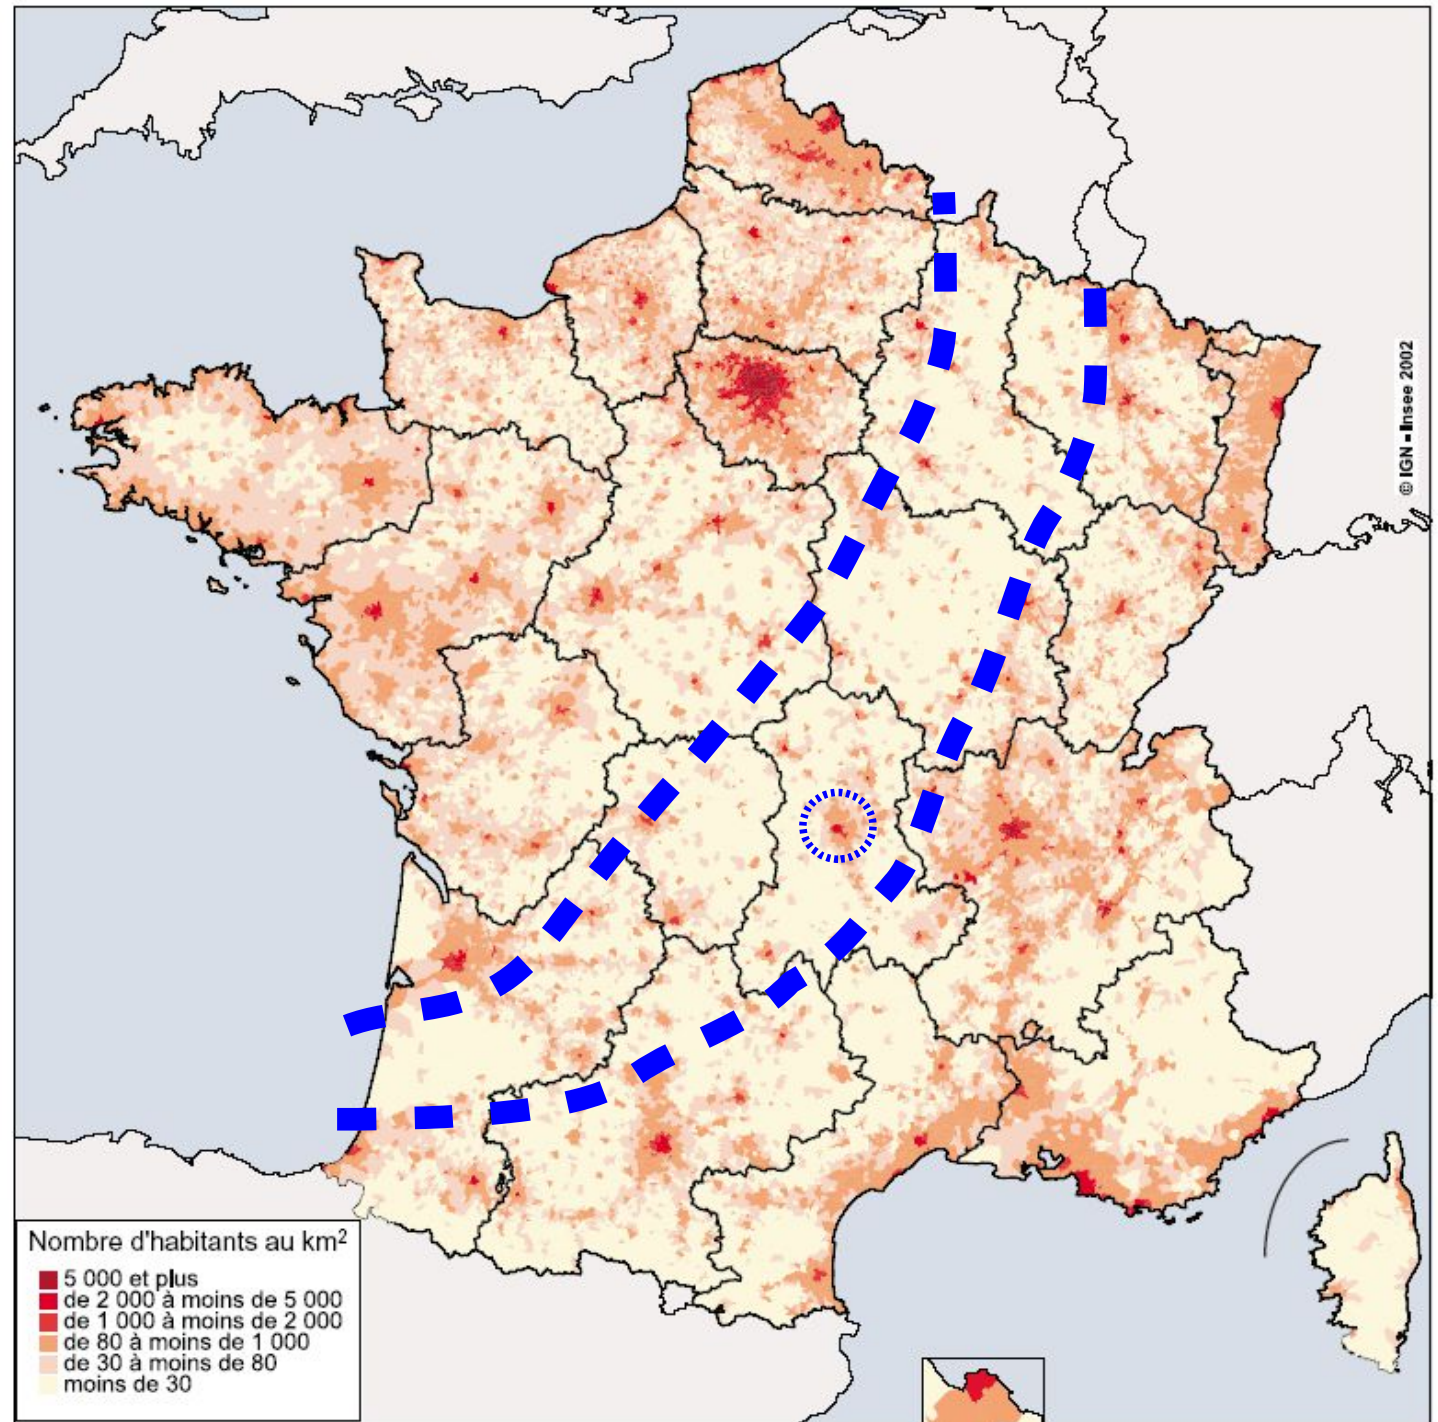 © IGN - Insee 2002
Nombre d'habitants au km²
5 000 et plus
de 2 000 à moins de 5 000
de 1 000 à moins de 2 000
de 80 à moins de 1 000
de 30 à moins de 80
moins de 30